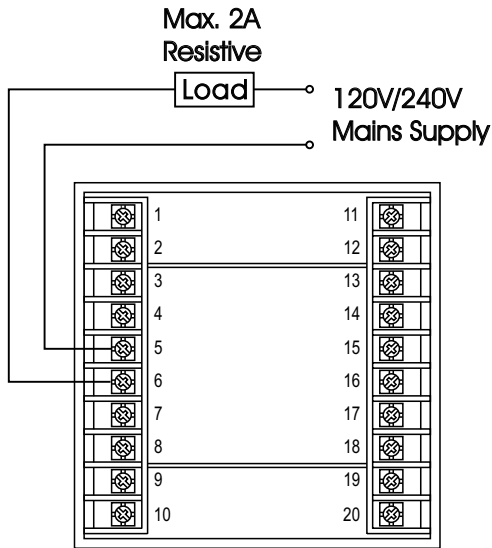 Max. 2A
Resistive
Load
120V/240V
Mains Supply
1 11
2 12
3 13
4 14
5 15
6 16
7 17
8 18
9 19
10 20